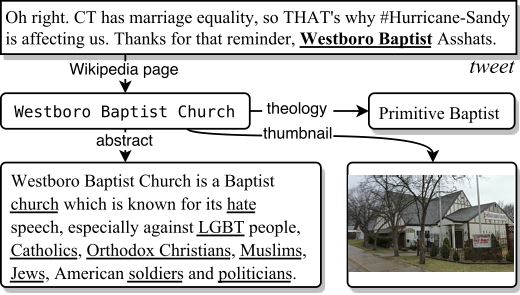 Oh right. CT has marriage equality, so THAT's why #Hurricane-Sandy
is affecting us. Thanks for that reminder, Westboro Baptist Asshats.
tweet
Wikipedia page
Westboro Baptist Church
theology
Primitive Baptist
abstract
thumbnail
Westboro Baptist Church is a Baptist
church which is known for its hate
speech, especially against LGBT people,
Catholics, Orthodox Christians, Muslims,
Jews, American soldiers and politicians.